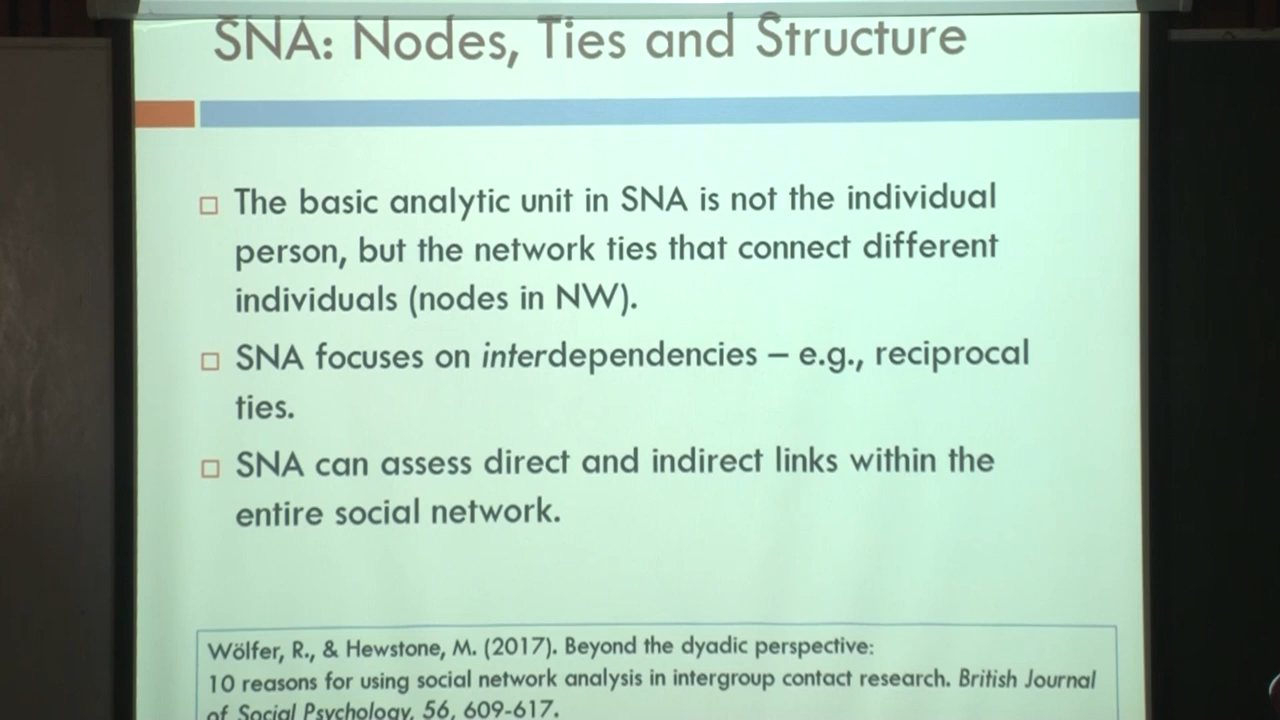 SNA: Nodes, Ties and Structure
The basic analytic unit in SNA is not the individual
person, but the network ties that connect different
individuals (nodes in NW).
SNA focuses on interdependencies – e.g., reciprocal
ties.
SNA can assess direct and indirect links within the
entire social network.
Wölfer, R., & Hewstone, M. (2017). Beyond the dyadic perspective:
10 reasons for using social network analysis in intergroup contact research. British Journal
of Social Psychology, 56, 609-617.